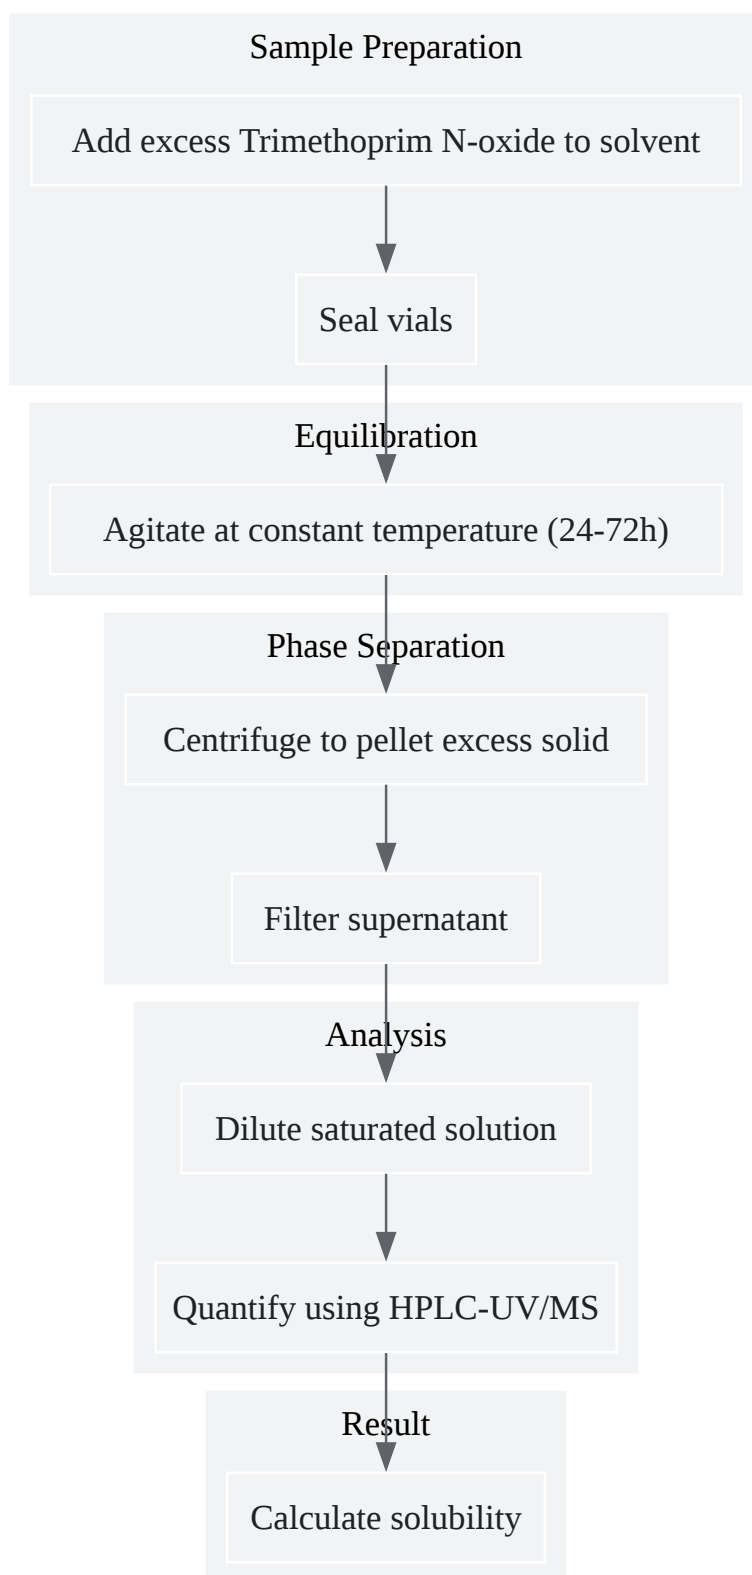 Sample Preparation
Add excess Trimethoprim N-oxide to solvent
Seal vials
Equilibration
Agitate at constant temperature (24-72h)
Phase Separation
Centrifuge to pellet excess solid
Filter supernatant
Analysis
Dilute saturated solution
Quantify using HPLC-UV/MS
Result
Calculate solubility